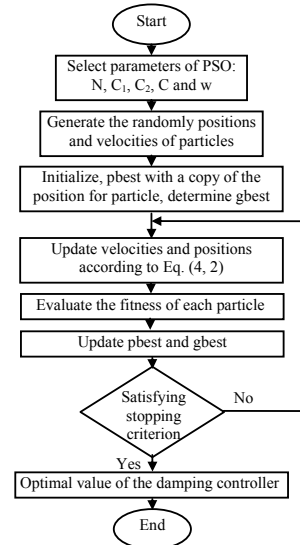 Start
Select parameters of PSO:
N, C₁, C₂, C and w
Generate the randomly positions
and velocities of particles
Initialize, pbest with a copy of the
position for particle, determine gbest
Update velocities and positions
according to Eq. (4, 2)
Evaluate the fitness of each particle
Update pbest and gbest
Satisfying
stopping
criterion
No
Yes
Optimal value of the damping controller
End